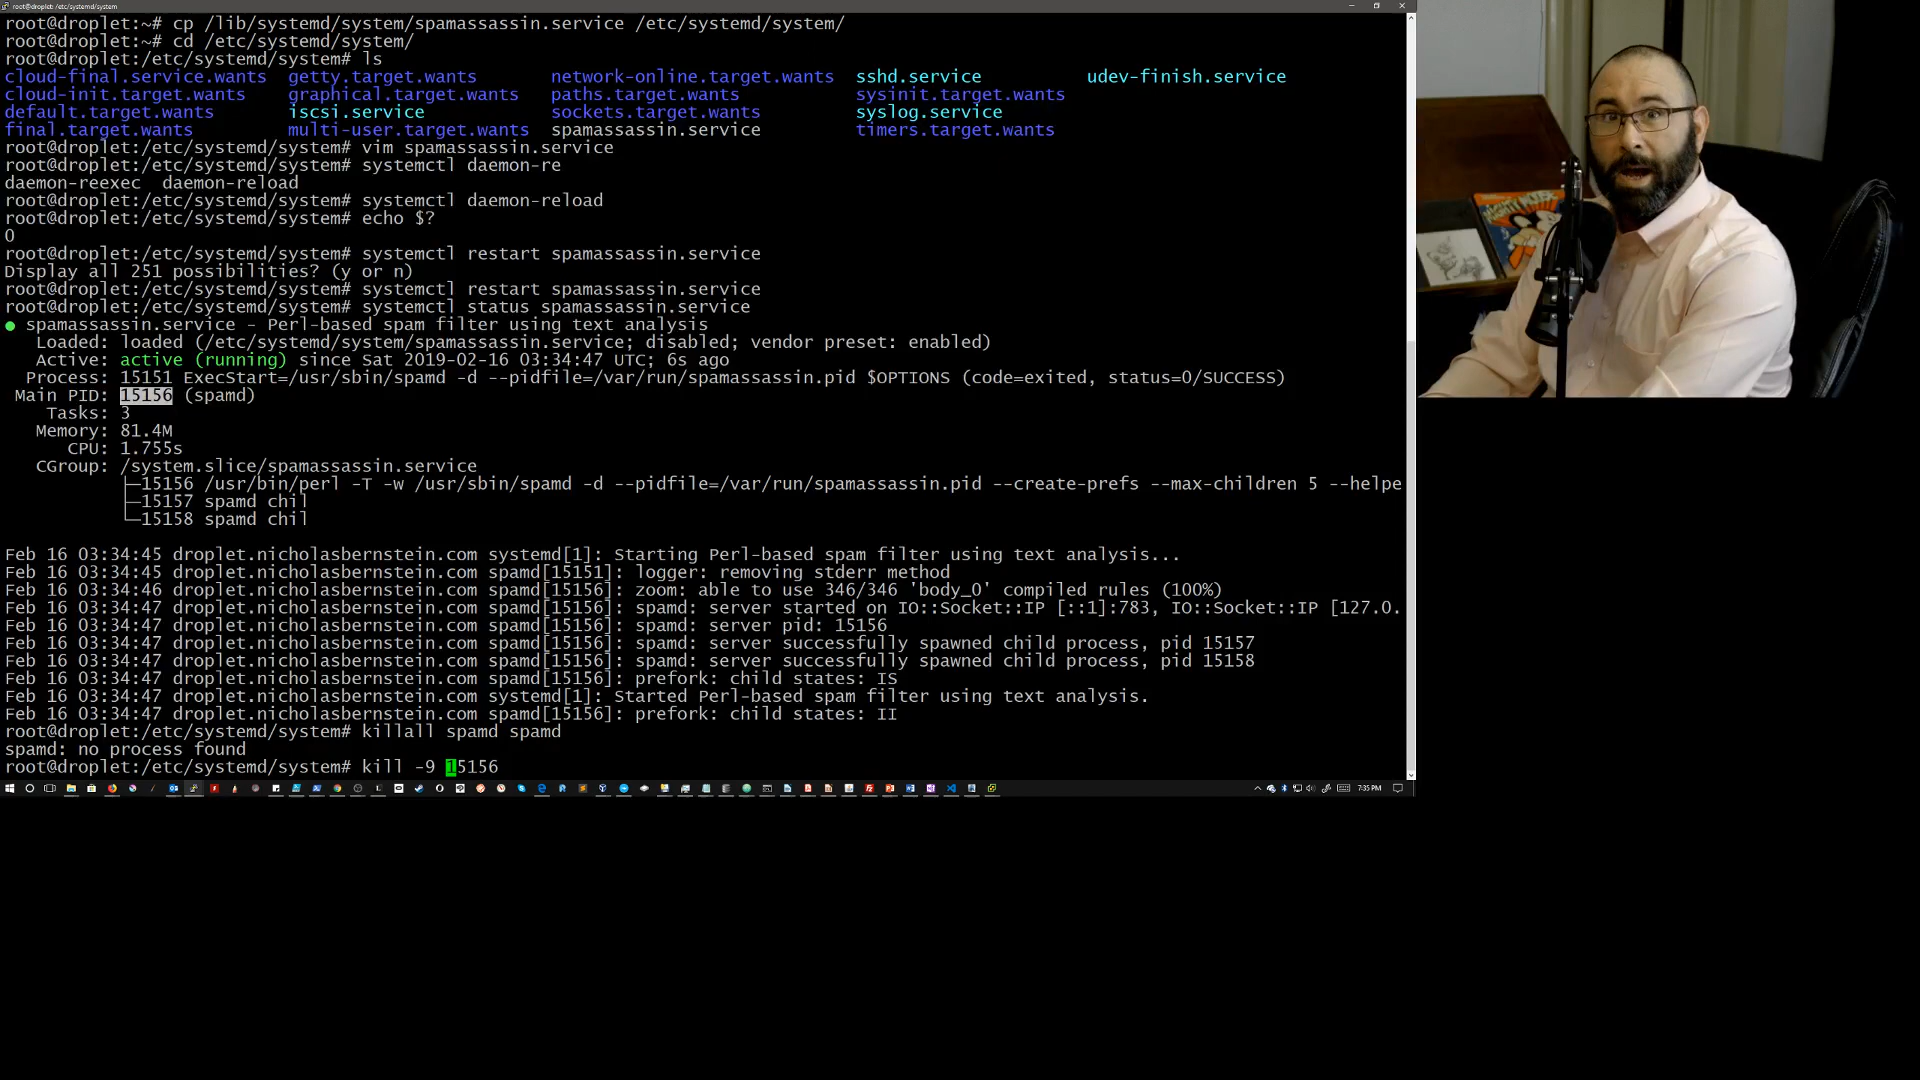 root@droplet: /etc/systemd/system
root@droplet:~# cp /lib/systemd/system/spamassassin.service /etc/systemd/system/
root@droplet:~# cd /etc/systemd/system/
root@droplet:/etc/systemd/system# ls
cloud-final.service.wants getty.target.wants network-online.target.wants sshd.service udev-finish.service
cloud-init.target.wants graphical.target.wants paths.target.wants sysinit.target.wants
default.target.wants iscsi.service sockets.target.wants syslog.service
final.target.wants multi-user.target.wants spamassassin.service timers.target.wants
root@droplet:/etc/systemd/system# vim spamassassin.service
root@droplet:/etc/systemd/system# systemctl daemon-re
daemon-reexec daemon-reload
root@droplet:/etc/systemd/system# systemctl daemon-reload
root@droplet:/etc/systemd/system# echo $?
0
root@droplet:/etc/systemd/system# systemctl restart spamassassin.service
Display all 251 possibilities? (y or n)
root@droplet:/etc/systemd/system# systemctl restart spamassassin.service
root@droplet:/etc/systemd/system# systemctl status spamassassin.service
● spamassassin.service - Perl-based spam filter using text analysis
Loaded: loaded (/etc/systemd/system/spamassassin.service; disabled; vendor preset: enabled)
Active: active (running) since Sat 2019-02-16 03:34:47 UTC; 6s ago
Process: 15151 ExecStart=/usr/sbin/spamd -d --pidfile=/var/run/spamassassin.pid $OPTIONS (code=exited, status=0/SUCCESS)
Main PID: 15156 (spamd)
Tasks: 3
Memory: 81.4M
CPU: 1.755s
CGroup: /system.slice/spamassassin.service
├─15156 /usr/bin/perl -T -w /usr/sbin/spamd -d --pidfile=/var/run/spamassassin.pid --create-prefs --max-children 5 --helpe
├─15157 spamd chil
└─15158 spamd chil
Feb 16 03:34:45 droplet.nicholasbernstein.com systemd[1]: Starting Perl-based spam filter using text analysis...
Feb 16 03:34:45 droplet.nicholasbernstein.com spamd[15151]: logger: removing stderr method
Feb 16 03:34:46 droplet.nicholasbernstein.com spamd[15156]: zoom: able to use 346/346 'body_0' compiled rules (100%)
Feb 16 03:34:47 droplet.nicholasbernstein.com spamd[15156]: spamd: server started on IO::Socket::IP [::1]:783, IO::Socket::IP [127.0.
Feb 16 03:34:47 droplet.nicholasbernstein.com spamd[15156]: spamd: server pid: 15156
Feb 16 03:34:47 droplet.nicholasbernstein.com spamd[15156]: spamd: server successfully spawned child process, pid 15157
Feb 16 03:34:47 droplet.nicholasbernstein.com spamd[15156]: spamd: server successfully spawned child process, pid 15158
Feb 16 03:34:47 droplet.nicholasbernstein.com spamd[15156]: prefork: child states: IS
Feb 16 03:34:47 droplet.nicholasbernstein.com systemd[1]: Started Perl-based spam filter using text analysis.
Feb 16 03:34:47 droplet.nicholasbernstein.com spamd[15156]: prefork: child states: II
root@droplet:/etc/systemd/system# killall spamd spamd
spamd: no process found
root@droplet:/etc/systemd/system# kill -9 15156
7:35 PM